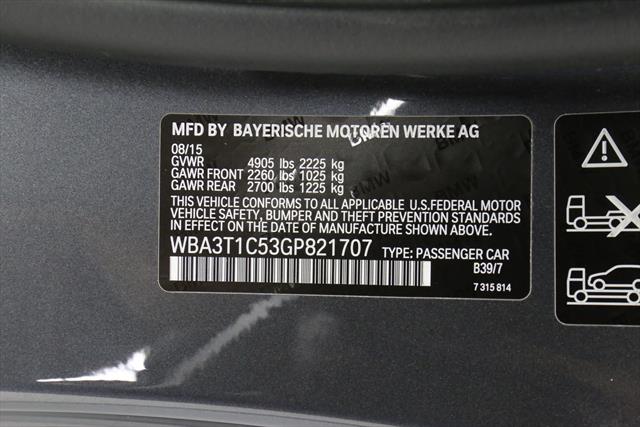 MFD BY BAYERISCHE MOTOREN WERKE AG
08/15
GVWR 4905 lbs 2225 kg
GAWR FRONT 2260 lbs 1025 kg
GAWR REAR 2700 lbs 1225 kg
THIS VEHICLE CONFORMS TO ALL APPLICABLE U.S.FEDERAL MOTOR
VEHICLE SAFETY, BUMPER AND THEFT PREVENTION STANDARDS
IN EFFECT ON THE DATE OF MANUFACTURE SHOWN ABOVE.
WBA3T1C53GP821707 TYPE: PASSENGER CAR
B39/7
7 315 814